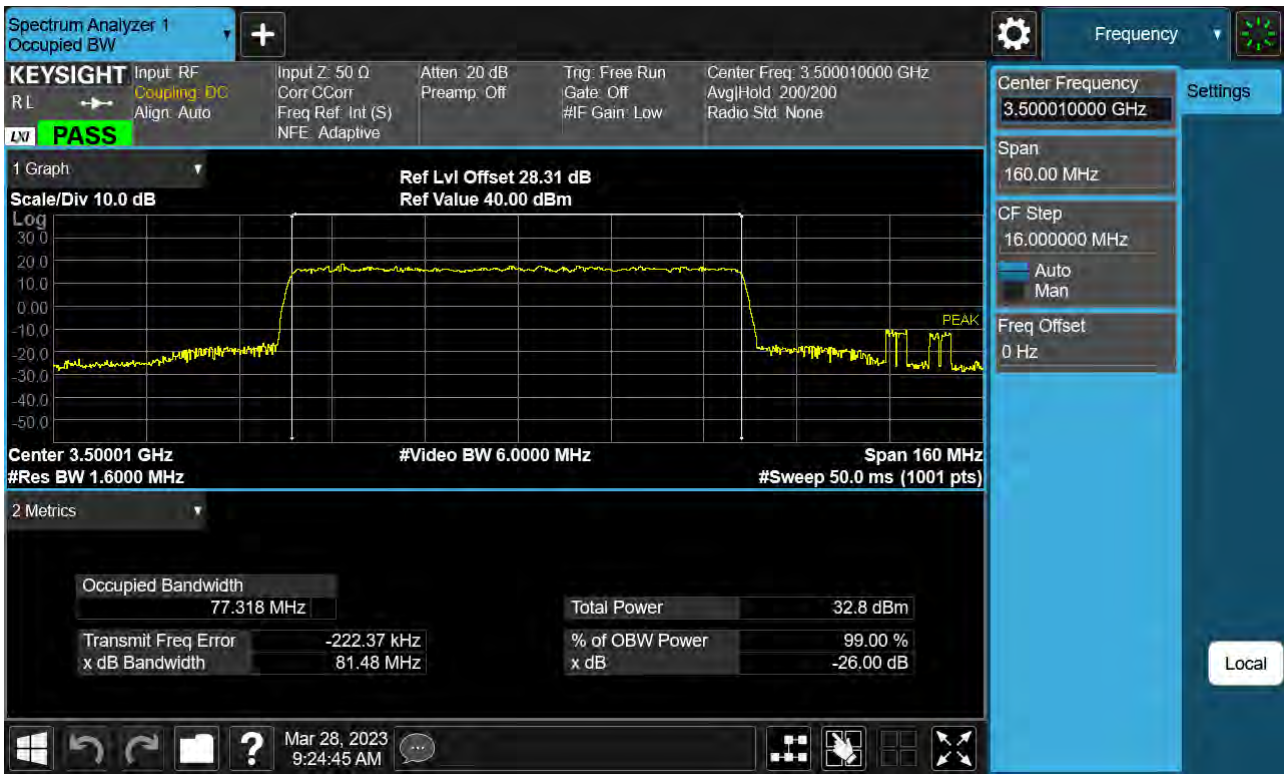 Spectrum Analyzer 1
Occupied BW
Frequency
KEYSIGHT
R L
LXI
PASS
Input: RF
Coupling: DC
Align: Auto
Input Z: 50 Ω
Corr CCorr
Freq Ref: Int (S)
NFE: Adaptive
Atten: 20 dB
Preamp: Off
Trig: Free Run
Gate: Off
#IF Gain: Low
Center Freq: 3.500010000 GHz
Avg|Hold: 200/200
Radio Std: None
Center Frequency
3.500010000 GHz
Settings
Span
160.00 MHz
CF Step
16.000000 MHz
Auto
Man
Freq Offset
0 Hz
1 Graph
Scale/Div 10.0 dB
Ref Lvl Offset 28.31 dB
Ref Value 40.00 dBm
Log
30.0
20.0
10.0
0.00
-10.0
-20.0
-30.0
-40.0
-50.0
PEAK
Center 3.50001 GHz
#Video BW 6.0000 MHz
Span 160 MHz
#Res BW 1.6000 MHz
#Sweep 50.0 ms (1001 pts)
2 Metrics
Occupied Bandwidth
77.318 MHz
Total Power
32.8 dBm
Transmit Freq Error
-222.37 kHz
% of OBW Power
99.00 %
x dB Bandwidth
81.48 MHz
x dB
-26.00 dB
Local
?
Mar 28, 2023
9:24:45 AM